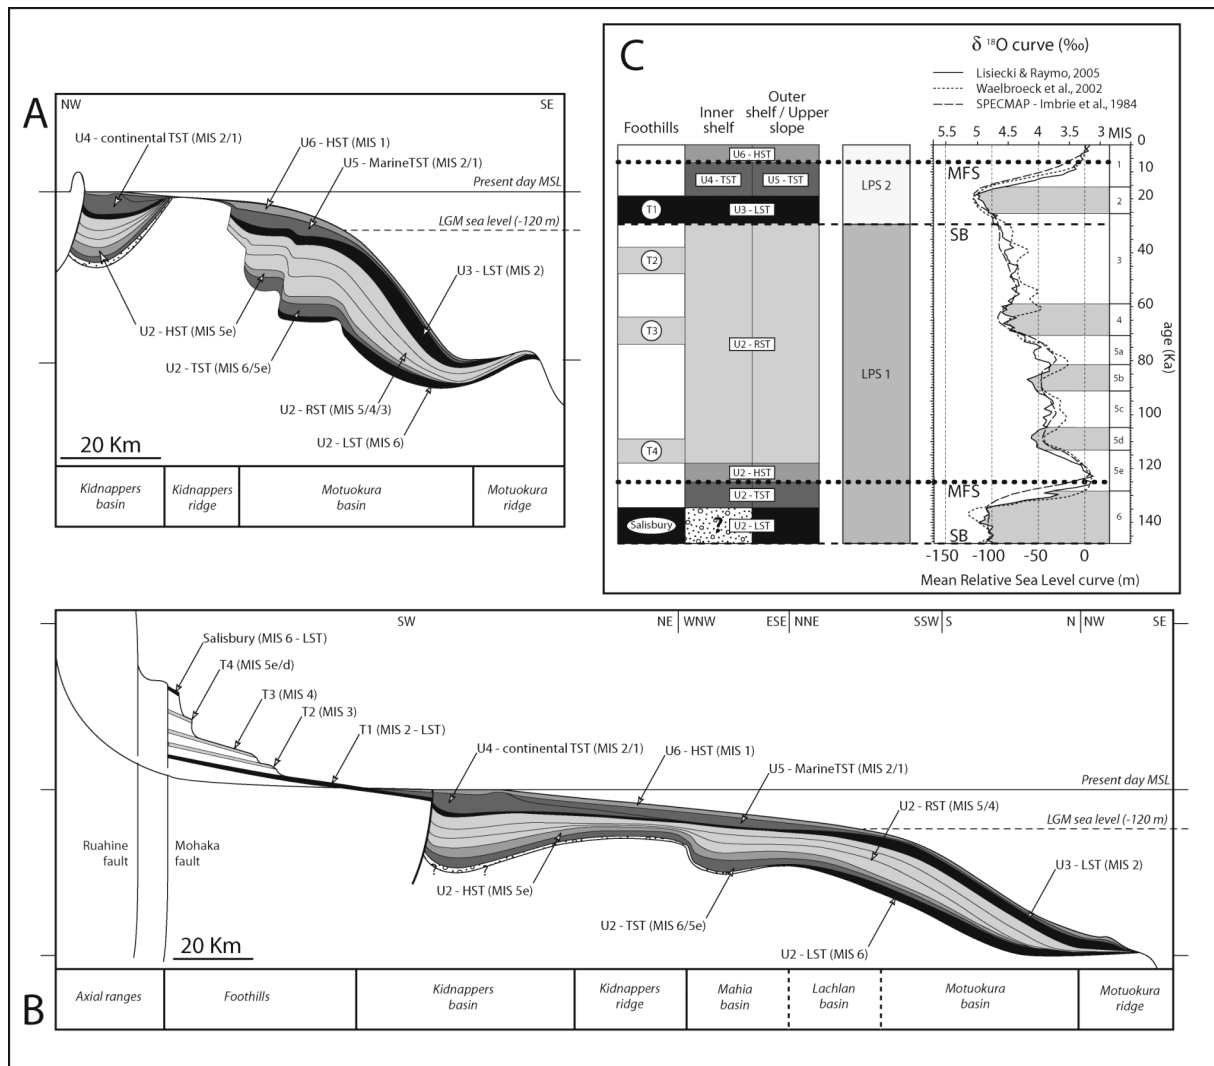 A
NW
SE
U4 - continental TST (MIS 2/1)
U6 - HST (MIS 1)
U5 - MarineTST (MIS 2/1)
Present day MSL
LGM sea level (-120 m)
U3 - LST (MIS 2)
U2 - HST (MIS 5e)
U2 - TST (MIS 6/5e)
U2 - RST (MIS 5/4/3)
U2 - LST (MIS 6)
20 Km
Kidnappers
basin
Kidnappers
ridge
Motuokura
basin
Motuokura
ridge
C
δ 18O curve (‰)
Lisiecki & Raymo, 2005
Waelbroeck et al., 2002
SPECMAP - Imbrie et al., 1984
Foothills
Inner
shelf
Outer
shelf / Upper
slope
5.5 5 4.5 4 3.5 3 MIS
0
10
20
40
60
80
100
120
140
age (Ka)
U6 - HST
U4 - TST
U5 - TST
T1
U3 - LST
T2
T3
U2 - RST
T4
U2 - HST
U2 - TST
Salisbury
?
U2 - LST
LPS 2
LPS 1
MFS
SB
MFS
SB
1
2
3
4
5a
5b
5c
5d
5e
6
-150 -100 -50 0
Mean Relative Sea Level curve (m)
B
SW
NE
WNW
ESE
NNE
SSW
S
N
NW
SE
Salisbury (MIS 6 - LST)
T4 (MIS 5e/d)
T3 (MIS 4)
T2 (MIS 3)
T1 (MIS 2 - LST)
U4 - continental TST (MIS 2/1)
U6 - HST (MIS 1)
U5 - MarineTST (MIS 2/1)
Present day MSL
U2 - RST (MIS 5/4)
LGM sea level (-120 m)
U3 - LST (MIS 2)
Ruahine
fault
Mohaka
fault
? ?
U2 - HST (MIS 5e)
U2 - TST (MIS 6/5e)
U2 - LST (MIS 6)
20 Km
Axial ranges
Foothills
Kidnappers
basin
Kidnappers
ridge
Mahia
basin
Lachlan
basin
Motuokura
basin
Motuokura
ridge